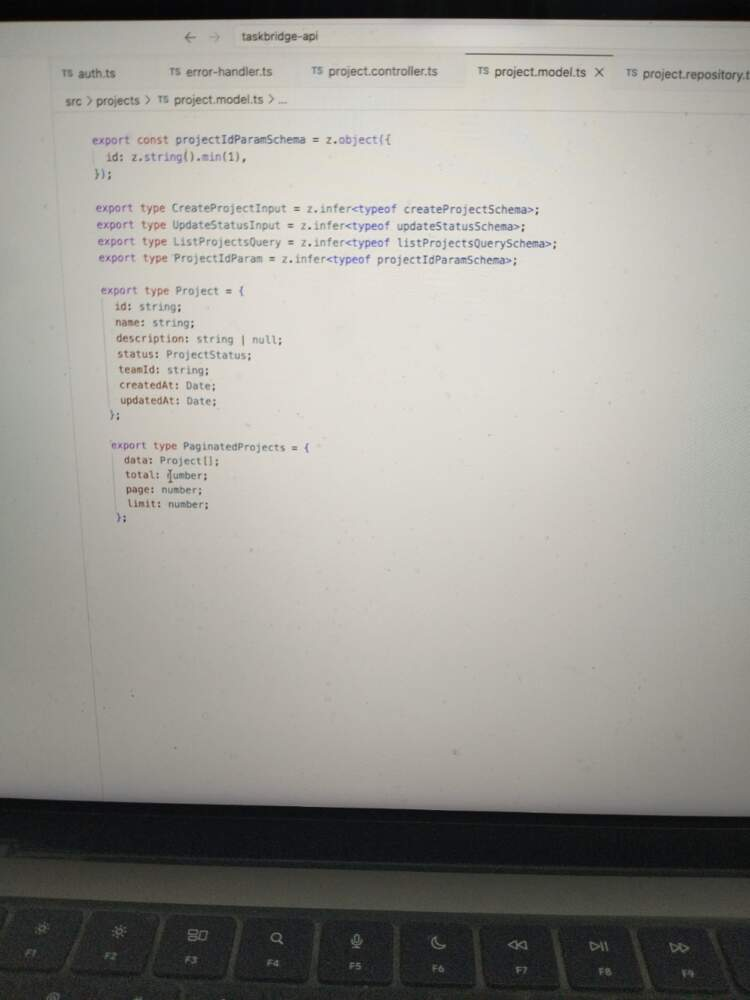 ← → taskbridge-api
TS auth.ts TS error-handler.ts TS project.controller.ts TS project.model.ts × TS project.repository.t
src > projects > TS project.model.ts > ...
export const projectIdParamSchema = z.object({
id: z.string().min(1),
});
export type CreateProjectInput = z.infer<typeof createProjectSchema>;
export type UpdateStatusInput = z.infer<typeof updateStatusSchema>;
export type ListProjectsQuery = z.infer<typeof listProjectsQuerySchema>;
export type ProjectIdParam = z.infer<typeof projectIdParamSchema>;
export type Project = {
id: string;
name: string;
description: string | null;
status: ProjectStatus;
teamId: string;
createdAt: Date;
updatedAt: Date;
};
export type PaginatedProjects = {
data: Project[];
total: number;
page: number;
limit: number;
};
F1 F2 F3 F4 F5 F6 F7 F8 F9